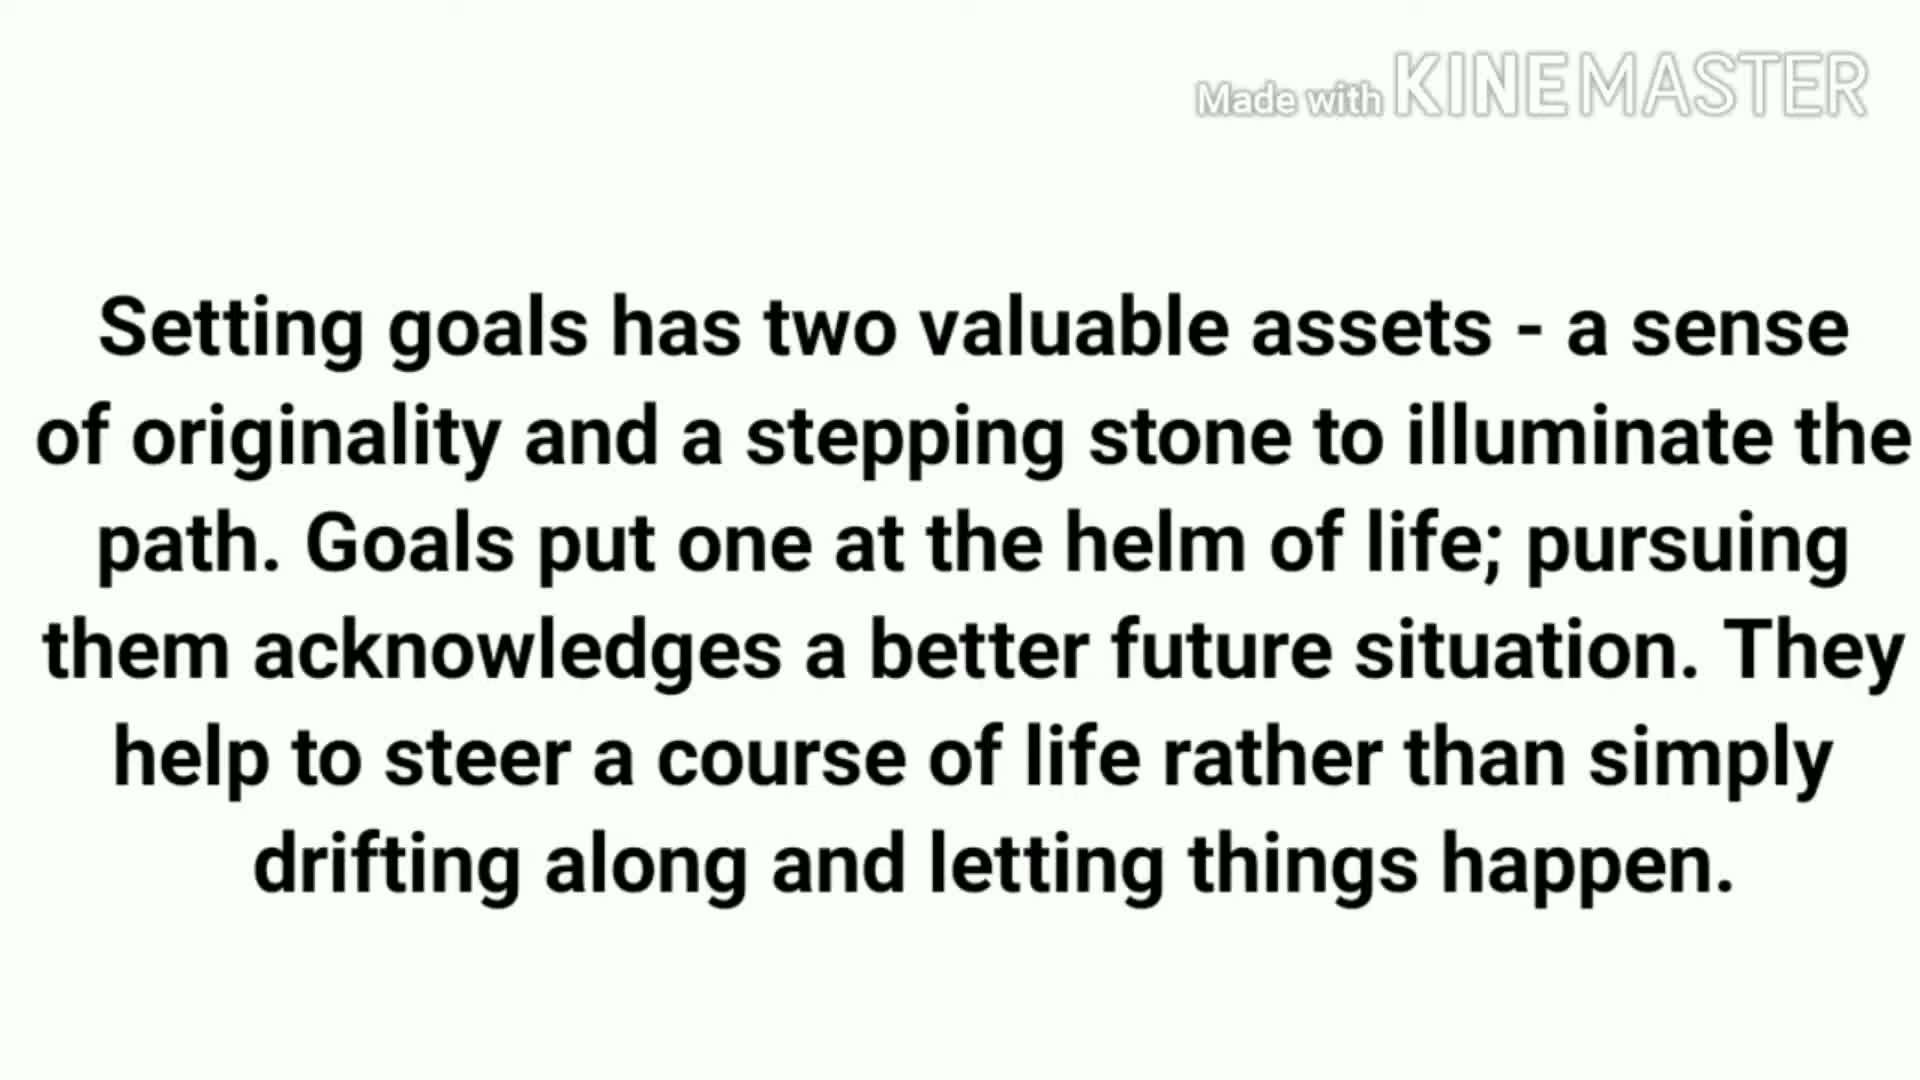 Made with KINEMASTER
Setting goals has two valuable assets - a sense
of originality and a stepping stone to illuminate the
path. Goals put one at the helm of life; pursuing
them acknowledges a better future situation. They
help to steer a course of life rather than simply
drifting along and letting things happen.